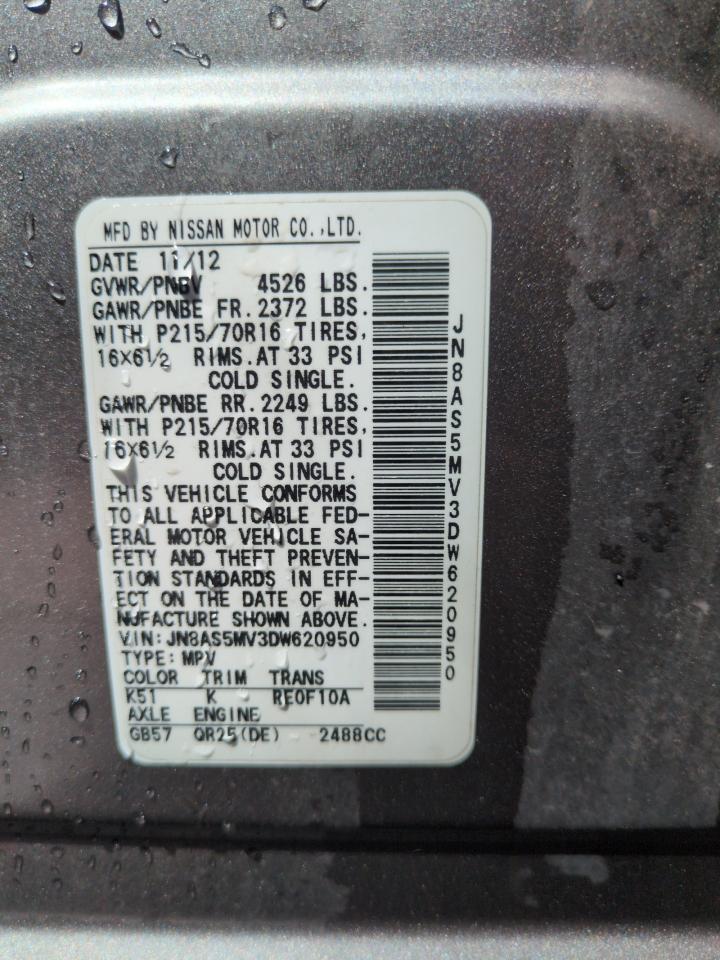 MFD BY NISSAN MOTOR CO.,LTD.
DATE 11/12
GVWR/PNBV 4526 LBS.
GAWR/PNBE FR. 2372 LBS.
WITH P215/70R16 TIRES,
16X6½ RIMS. AT 33 PSI
COLD SINGLE.
GAWR/PNBE RR. 2249 LBS.
WITH P215/70R16 TIRES,
16X6½ RIMS. AT 33 PSI
COLD SINGLE.
THIS VEHICLE CONFORMS
TO ALL APPLICABLE FED-
ERAL MOTOR VEHICLE SA-
FETY AND THEFT PREVEN-
TION STANDARDS IN EFF-
ECT ON THE DATE OF MA-
NUFACTURE SHOWN ABOVE.
VIN: JN8AS5MV3DW620950
TYPE: MPV
COLOR TRIM TRANS
K51 K RE0F10A
AXLE ENGINE
GB57 QR25(DE) 2488CC
JN8AS5MV3DW620950